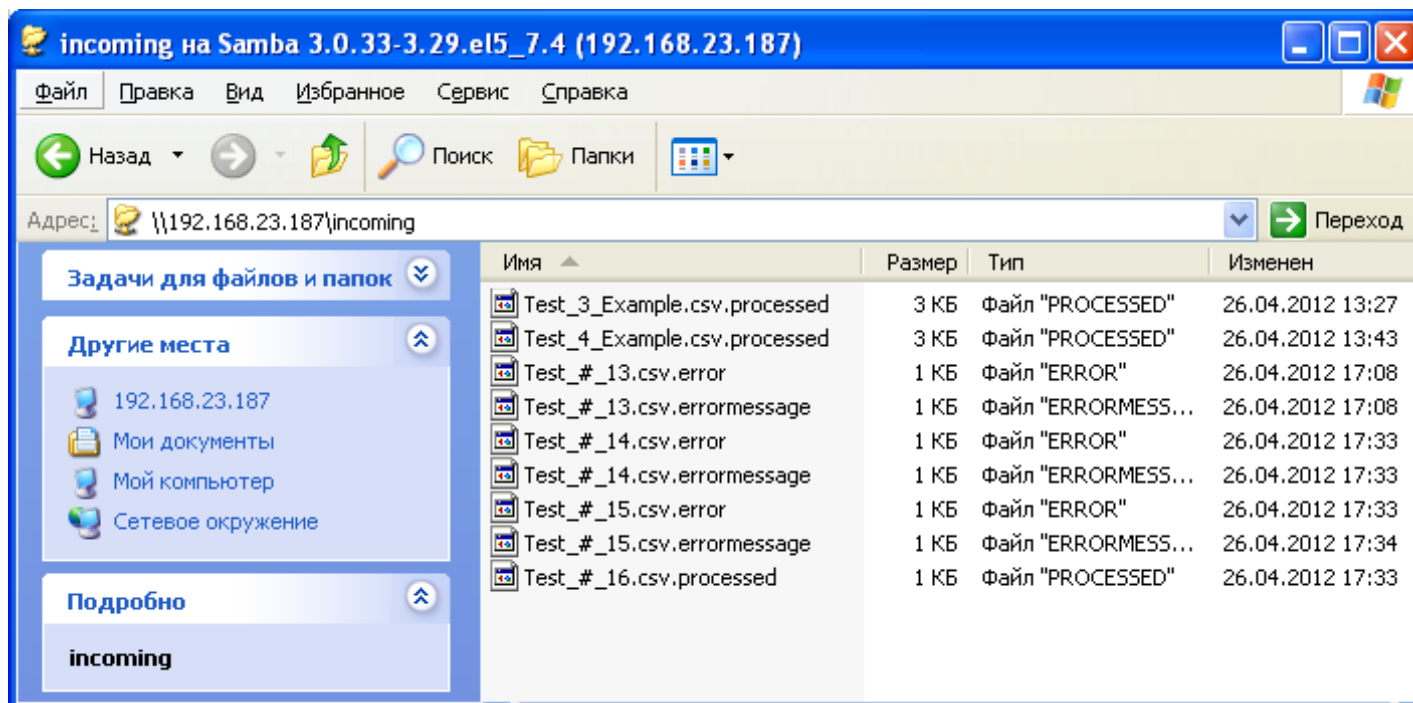 incoming на Samba 3.0.33-3.29.el5_7.4 (192.168.23.187)
Файл Правка Вид Избранное Сервис Справка
Назад Поиск Папки
Адрес: \\192.168.23.187\incoming Переход
Задачи для файлов и папок
Другие места
192.168.23.187
Мои документы
Мой компьютер
Сетевое окружение
Подробно
incoming
Имя Размер Тип Изменен
Test_3_Example.csv.processed 3 КБ Файл "PROCESSED" 26.04.2012 13:27
Test_4_Example.csv.processed 3 КБ Файл "PROCESSED" 26.04.2012 13:43
Test_#_13.csv.error 1 КБ Файл "ERROR" 26.04.2012 17:08
Test_#_13.csv.errormessage 1 КБ Файл "ERRORMESS... 26.04.2012 17:08
Test_#_14.csv.error 1 КБ Файл "ERROR" 26.04.2012 17:33
Test_#_14.csv.errormessage 1 КБ Файл "ERRORMESS... 26.04.2012 17:33
Test_#_15.csv.error 1 КБ Файл "ERROR" 26.04.2012 17:33
Test_#_15.csv.errormessage 1 КБ Файл "ERRORMESS... 26.04.2012 17:34
Test_#_16.csv.processed 1 КБ Файл "PROCESSED" 26.04.2012 17:33